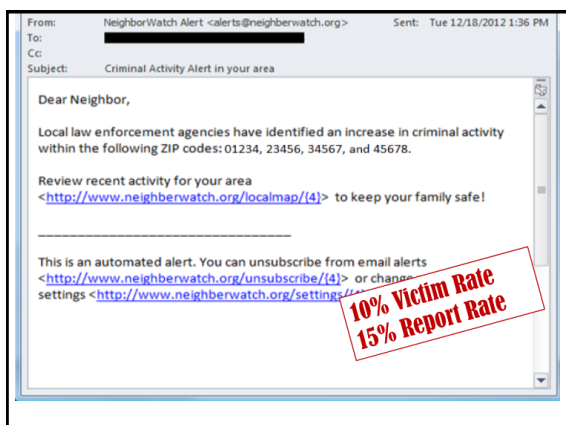 From: NeighborWatch Alert <alerts@neighberwatch.org> Sent: Tue 12/18/2012 1:36 PM
To:
Cc:
Subject: Criminal Activity Alert in your area
Dear Neighbor,
Local law enforcement agencies have identified an increase in criminal activity
within the following ZIP codes: 01234, 23456, 34567, and 45678.
Review recent activity for your area
<http://www.neighberwatch.org/localmap/{4}> to keep your family safe!
This is an automated alert. You can unsubscribe from email alerts
<http://www.neighberwatch.org/unsubscribe/{4}> or change
settings <http://www.neighberwatch.org/settings/
10% Victim Rate
15% Report Rate